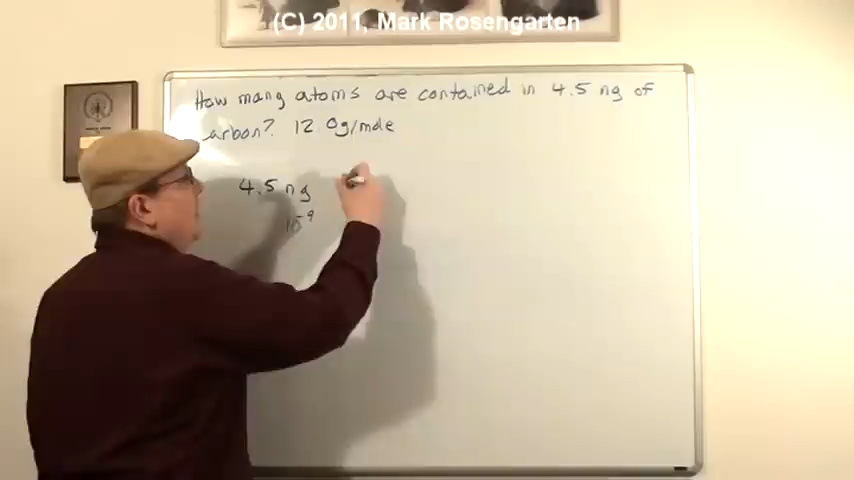 (C) 2011, Mark Rosengarten
How many atoms are contained in 4.5 ng of
arbon? 12.0g/mole
4.5 ng
10⁻⁹